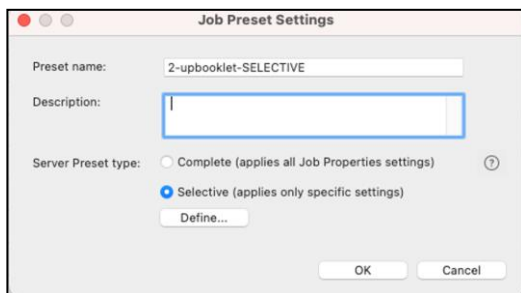 Job Preset Settings
Preset name: 2-upbooklet-SELECTIVE
Description:
Server Preset type: Complete (applies all Job Properties settings) ?
Selective (applies only specific settings)
Define...
OK Cancel